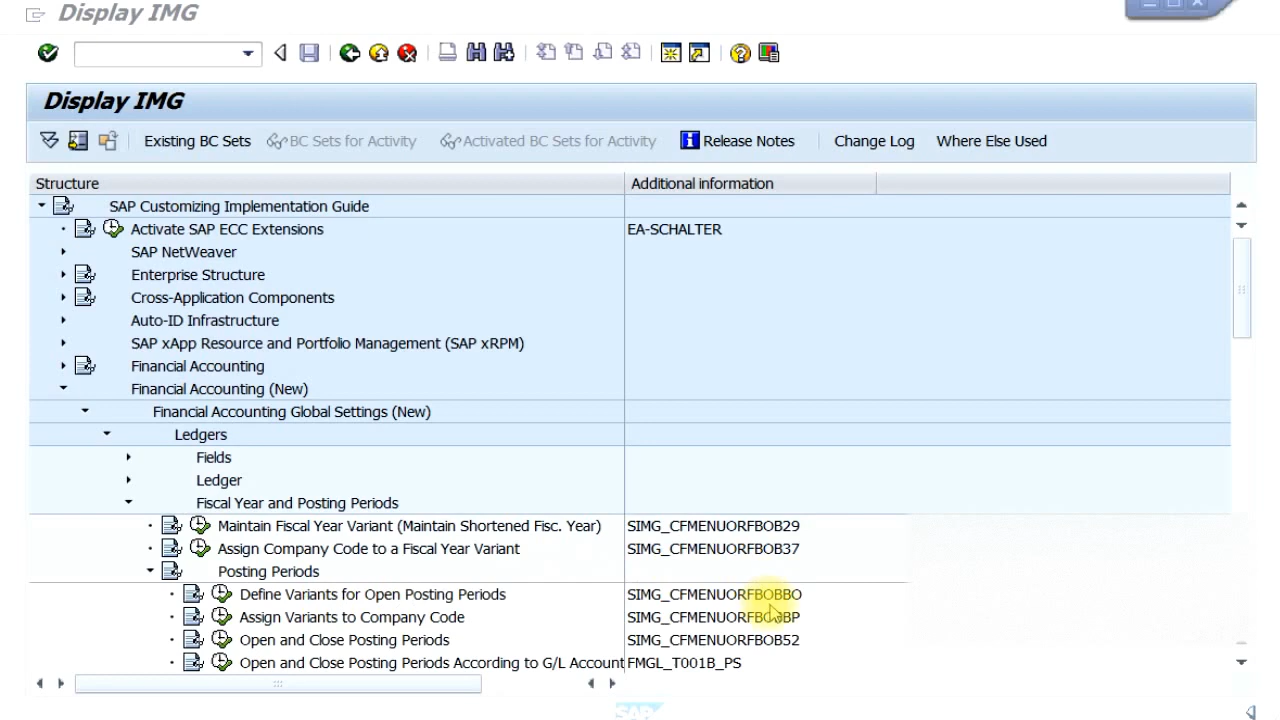 Display IMG
Display IMG
Existing BC Sets BC Sets for Activity Activated BC Sets for Activity Release Notes Change Log Where Else Used
Structure Additional information
SAP Customizing Implementation Guide
Activate SAP ECC Extensions EA-SCHALTER
SAP NetWeaver
Enterprise Structure
Cross-Application Components
Auto-ID Infrastructure
SAP xApp Resource and Portfolio Management (SAP xRPM)
Financial Accounting
Financial Accounting (New)
Financial Accounting Global Settings (New)
Ledgers
Fields
Ledger
Fiscal Year and Posting Periods
Maintain Fiscal Year Variant (Maintain Shortened Fisc. Year) SIMG_CFMENUORFBOB29
Assign Company Code to a Fiscal Year Variant SIMG_CFMENUORFBOB37
Posting Periods
Define Variants for Open Posting Periods SIMG_CFMENUORFBOBBO
Assign Variants to Company Code
Open and Close Posting Periods SIMG_CFMENUORFBOB52
Open and Close Posting Periods According to G/L Account FMGL_T001B_PS
SAP